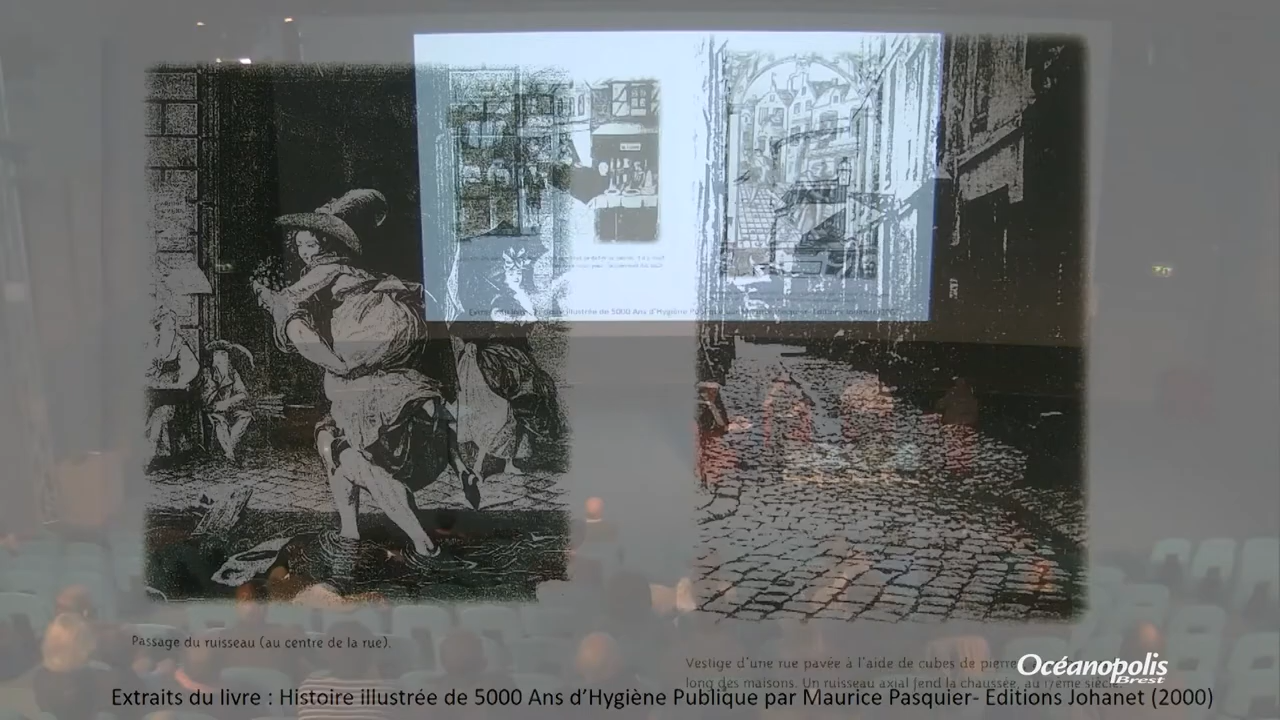 Passage du ruisseau (au centre de la rue).
Vestige d'une rue pavée à l'aide de cubes de pierre
long des maisons. Un ruisseau axial fend la chaussée, au 17ème siècle.
Océanopolis
Brest
Extraits du livre : Histoire illustrée de 5000 Ans d'Hygiène Publique par Maurice Pasquier- Editions Johanet (2000)